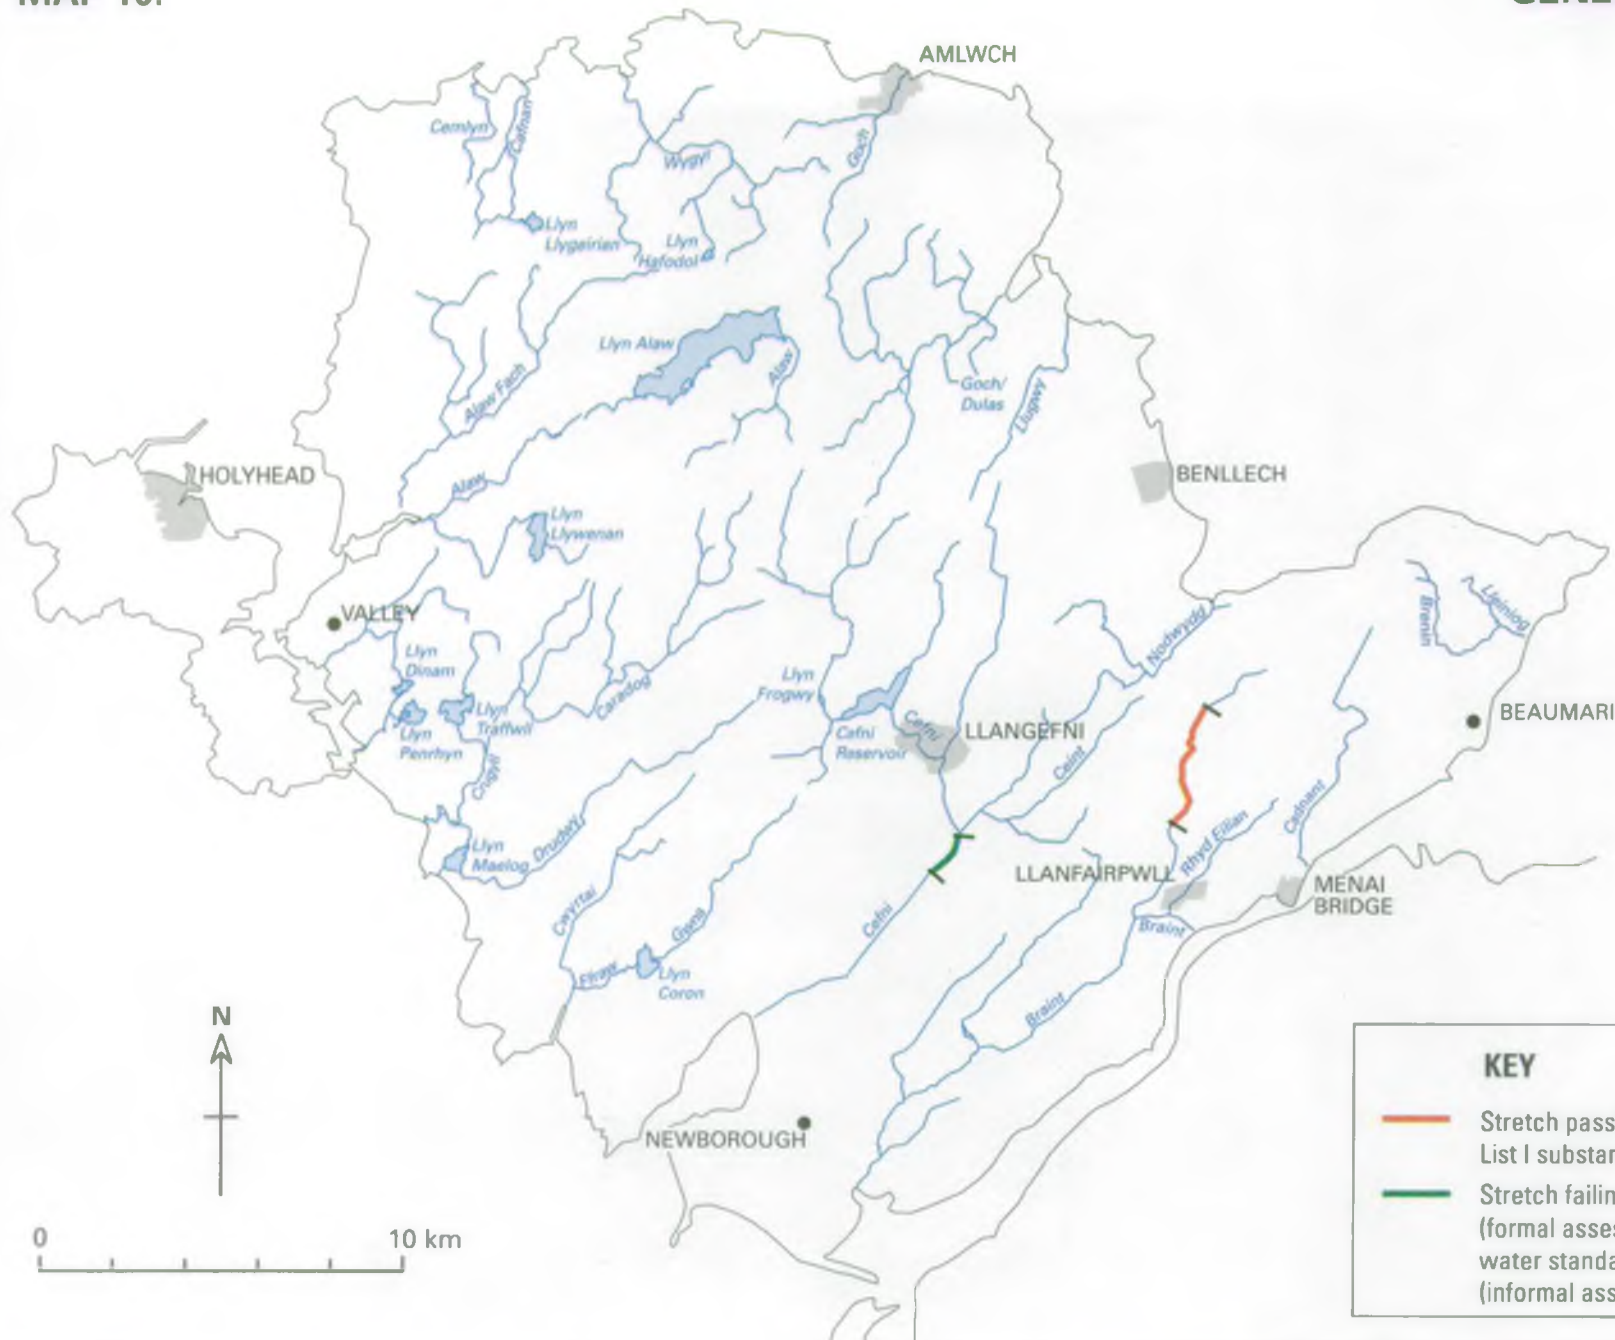 AMLWCH
Cemlyn
Cafnan
Goch
Wygyr
Llyn
Llygeirian
Llyn
Hafodol
Llyn Alaw
Alaw
Alaw Fach
Goch/
Dulas
Llugwy
HOLYHEAD
Alaw
BENLLECH
Llyn
Llywenan
VALLEY
Llyn
Dinam
Nodwydd
Brenin
Lleiniog
Llyn
Frogwy
Caradog
Llyn
Traffwll
Llyn
Penrhyn
Cefni
Reservoir
Cefni
LLANGEFNI
BEAUMARI
Ceint
Crigyll
Cadnant
Llyn
Maelog
Drudwy
Rhyd Eilian
LLANFAIRPWLL
MENAI
BRIDGE
Cwyrtai
Gwna
Cefni
Braint
Ffraw
Llyn
Coron
Braint
N
NEWBOROUGH
0 10 km
KEY
Stretch pass
List I substan
Stretch failin
(formal asses
water standa
(informal ass